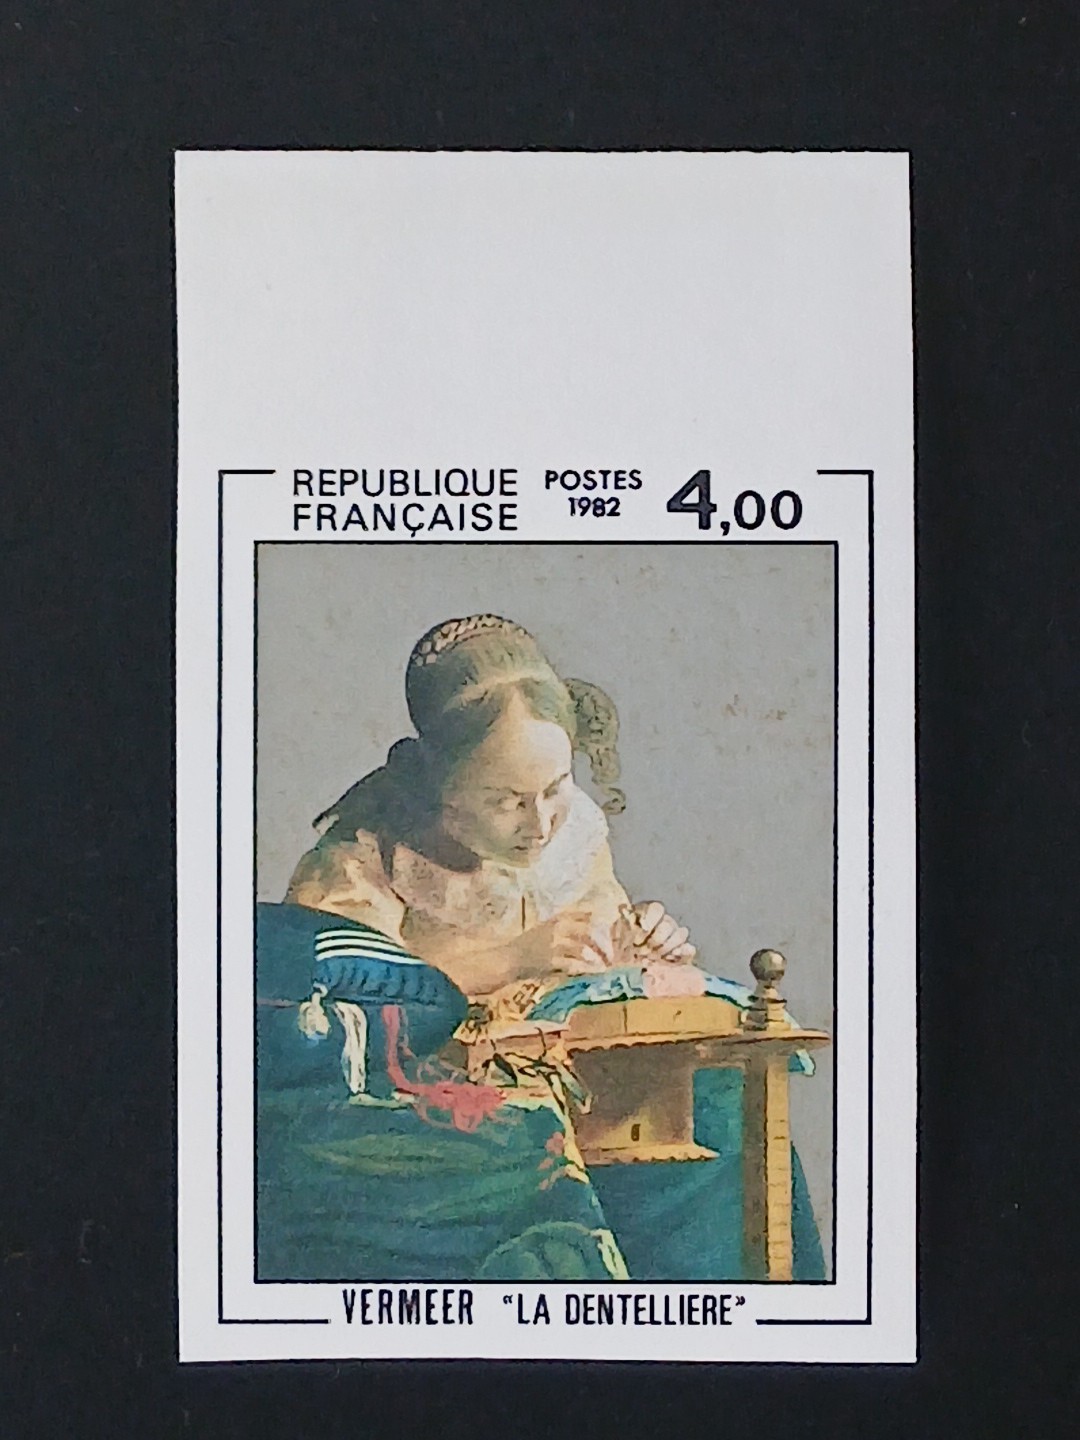 REPUBLIQUE
FRANÇAISE
POSTES
1982
4,00
VERMEER “LA DENTELLIERE”